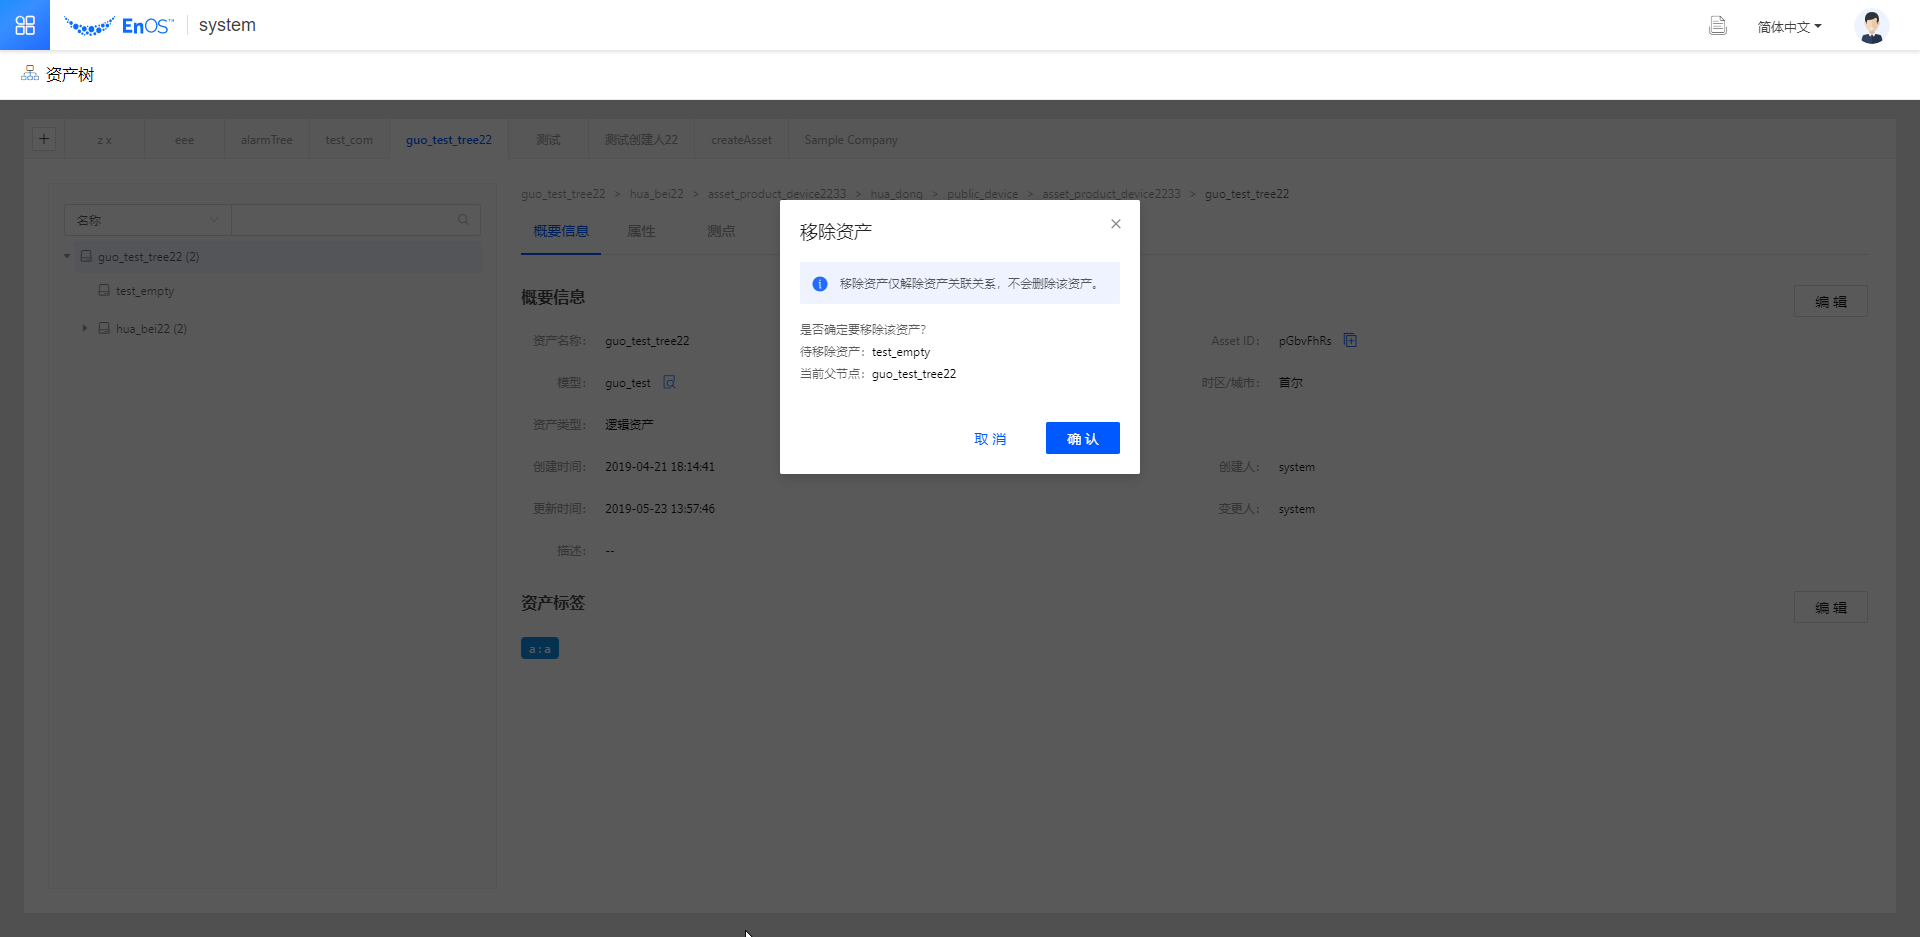 EnOS™ system
简体中文
资产树
+ z x eee alarmTree test_com guo_test_tree22 测试 测试创建人22 createAsset Sample Company
名称
guo_test_tree22 (2)
test_empty
hua_bei22 (2)
guo_test_tree22 > hua_bei22 > asset_product_device2233 > hua_dong > public_device > asset_product_device2233 > guo_test_tree22
概要信息 属性 测点
概要信息
编 辑
资产名称: guo_test_tree22
Asset ID: pGbvFhRs
模型: guo_test
时区/城市: 首尔
资产类型: 逻辑资产
创建时间: 2019-04-21 18:14:41
创建人: system
更新时间: 2019-05-23 13:57:46
变更人: system
描述: --
资产标签
编 辑
a : a
移除资产
移除资产仅解除资产关联关系，不会删除该资产。
是否确定要移除该资产?
待移除资产: test_empty
当前父节点: guo_test_tree22
取 消
确 认